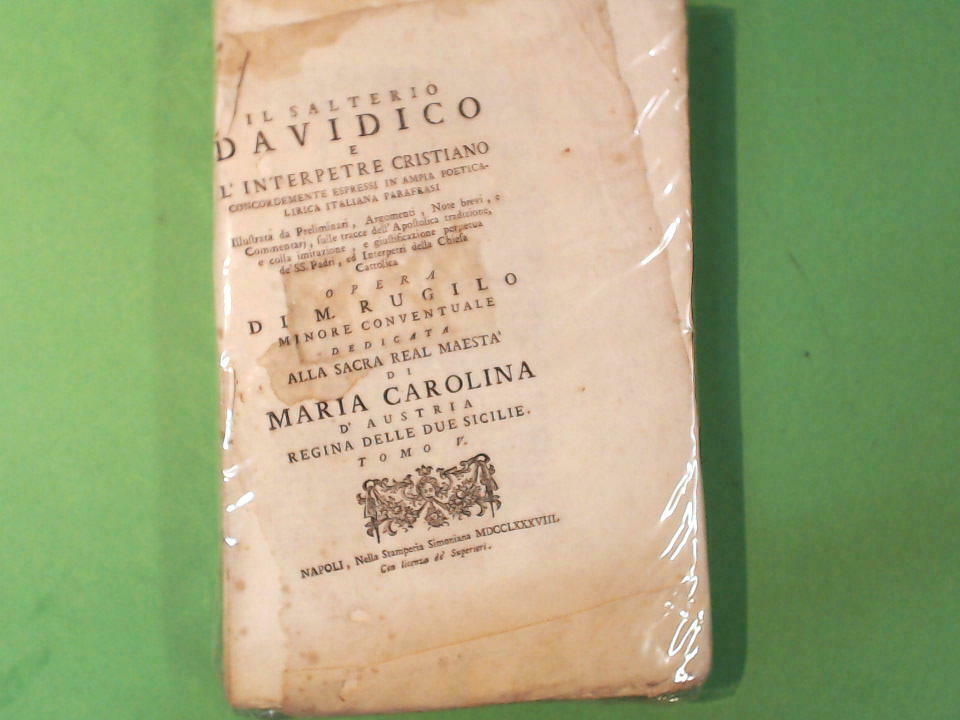 IL SALTERIO
DAVIDICO
E
L'INTERPETRE CRISTIANO
CONCORDEMENTE ESPRESSI IN AMPIA POETICA-
LIRICA ITALIANA PARAFRASI
Illuſtrata da Preliminari, Argomenti, Note brevi, e
Commentarj, ſulle tracce dell'Apoſtolica tradizione,
e colla imitazione, e giuſtificazione perpetua
de'SS. Padri, ed Interpetri della Chieſa
Cattolica
OPERA
DI M. RUGILO
MINORE CONVENTUALE
DEDICATA
ALLA SACRA REAL MAESTA'
DI
MARIA CAROLINA
D'AUSTRIA
REGINA DELLE DUE SICILIE.
TOMO V.
NAPOLI, Nella Stamperia Simoniana MDCCLXXXVIII.
Con licenza de' Superiori.